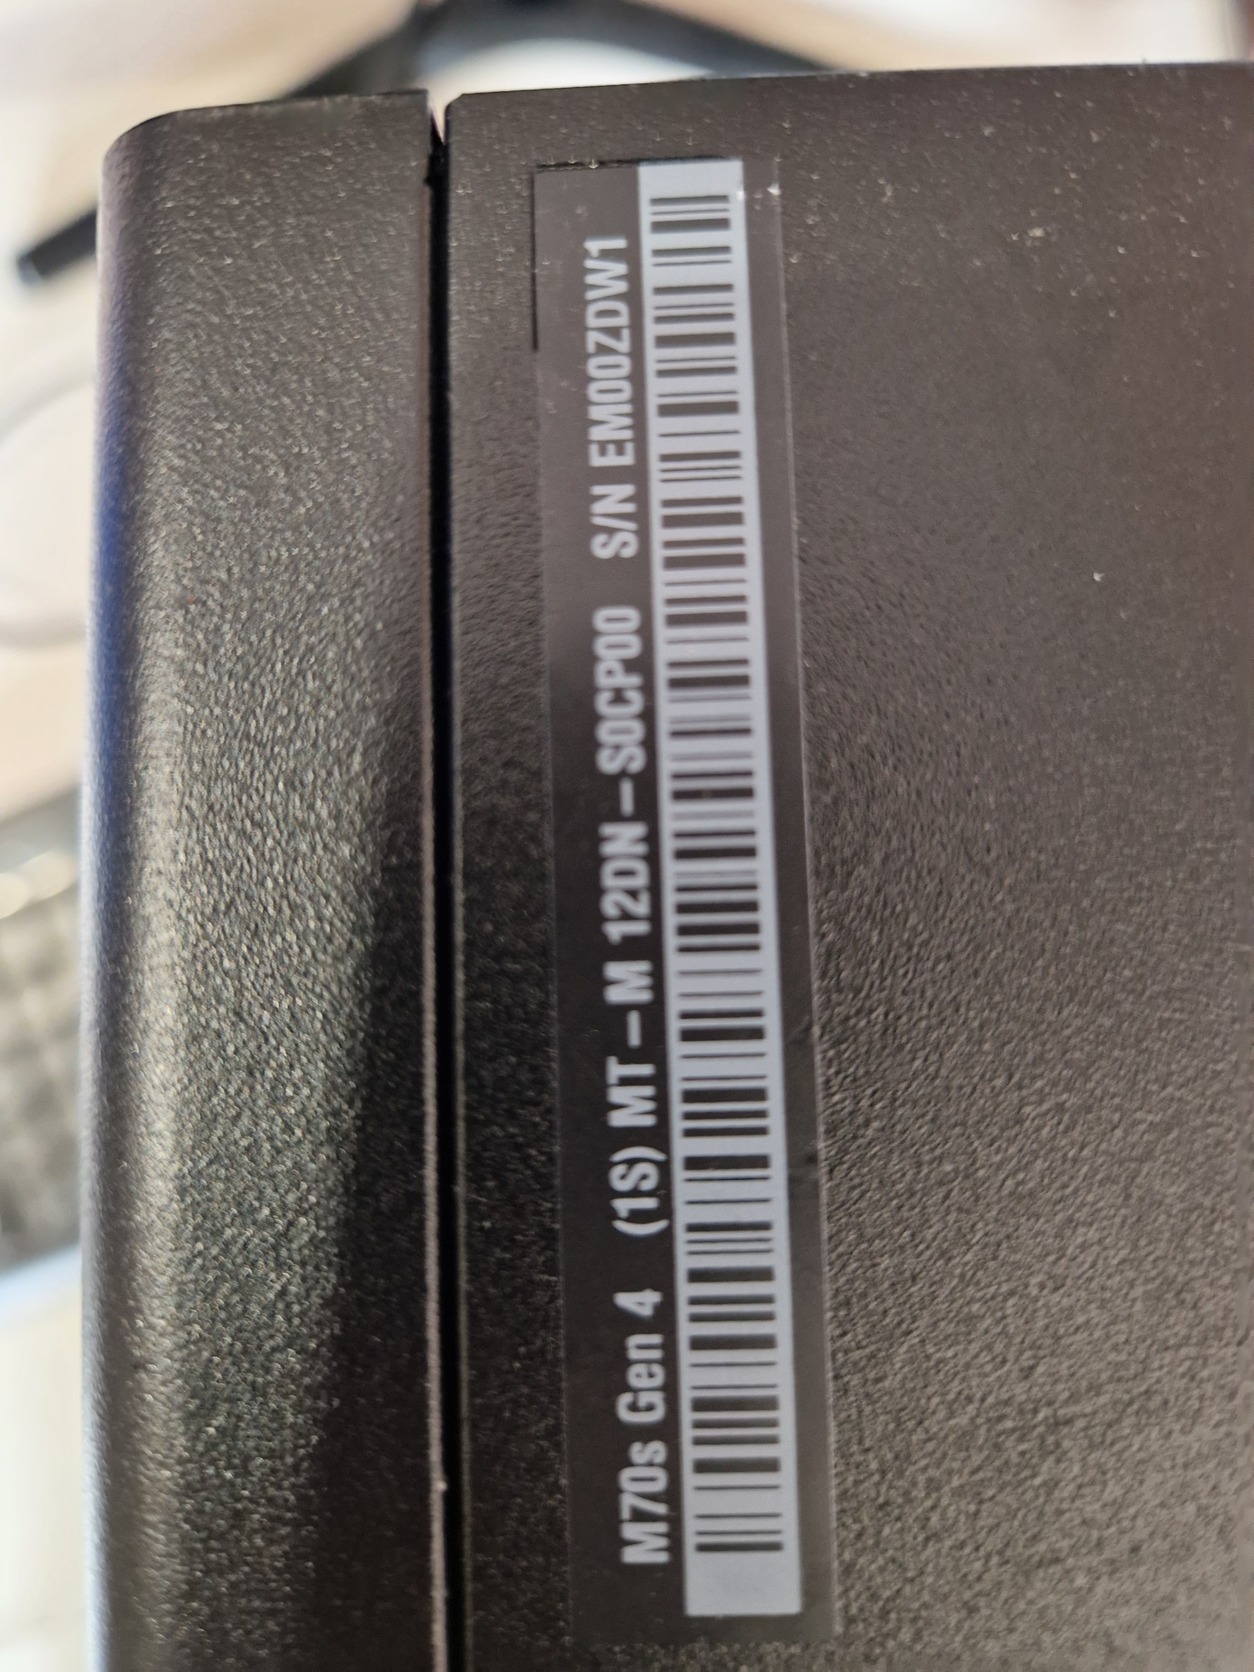 M70s Gen 4 (1S) MT-M 12DN-S0CP00 S/N EM00ZDW1